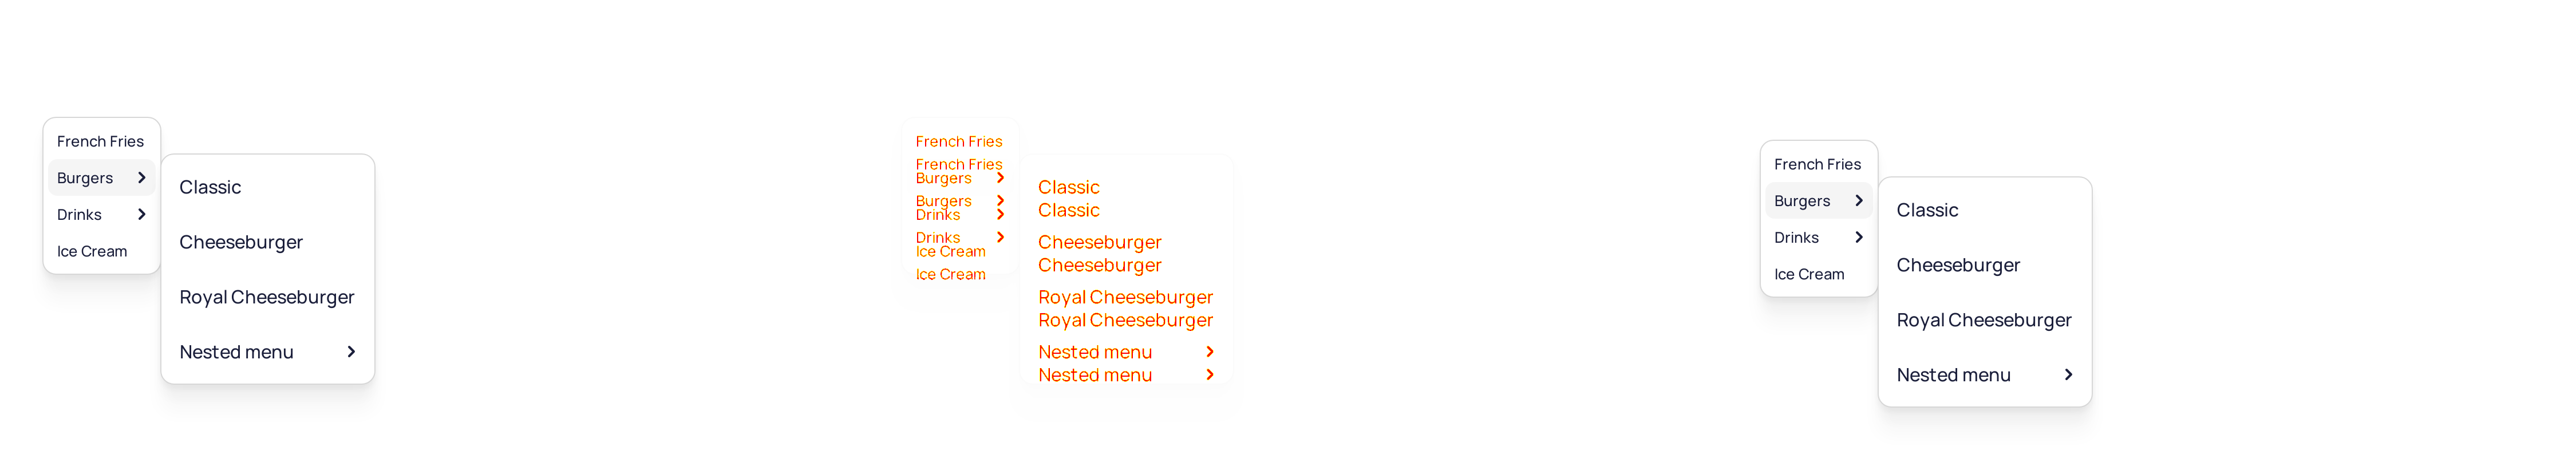 French Fries
Burgers
Drinks
Ice Cream
Classic
Cheeseburger
Royal Cheeseburger
Nested menu
French Fries
French Fries
Burgers
Burgers
Drinks
Drinks
Ice Cream
Ice Cream
Classic
Classic
Cheeseburger
Cheeseburger
Royal Cheeseburger
Royal Cheeseburger
Nested menu
Nested menu
French Fries
Burgers
Drinks
Ice Cream
Classic
Cheeseburger
Royal Cheeseburger
Nested menu